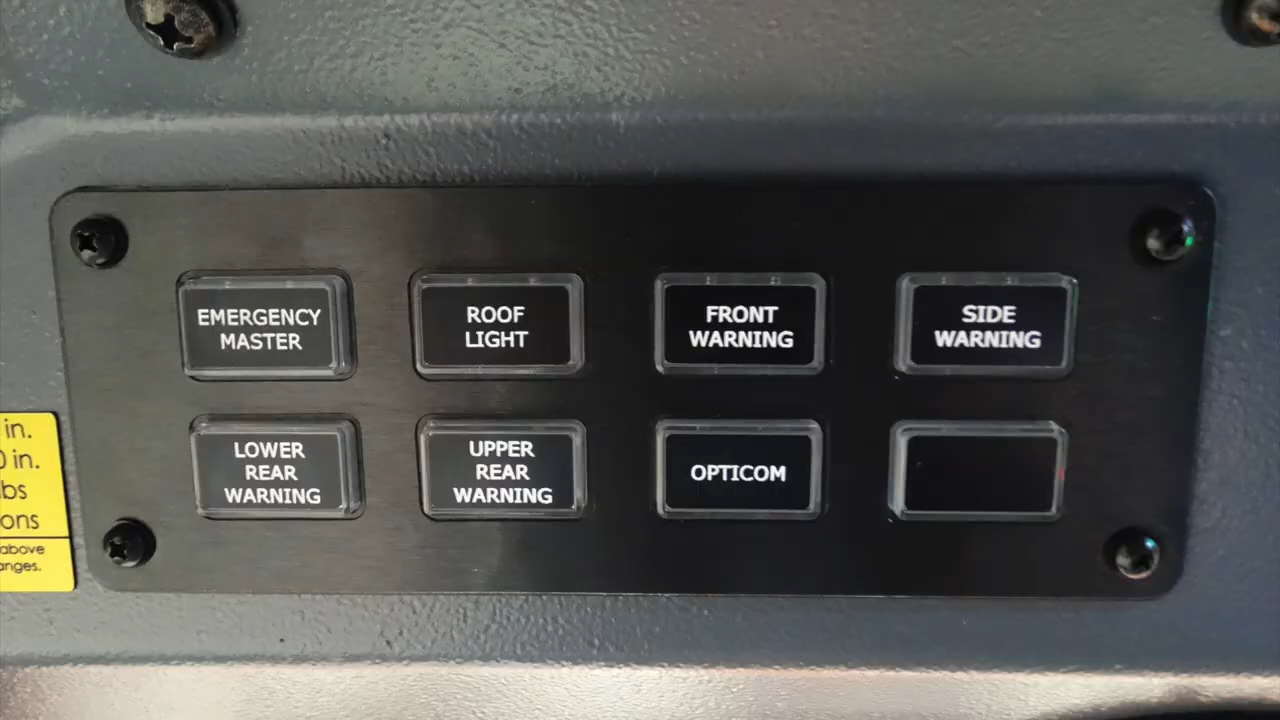 EMERGENCY
MASTER
ROOF
LIGHT
FRONT
WARNING
SIDE
WARNING
LOWER
REAR
WARNING
UPPER
REAR
WARNING
OPTICOM
in.
0 in.
bs
ons
above
anges.